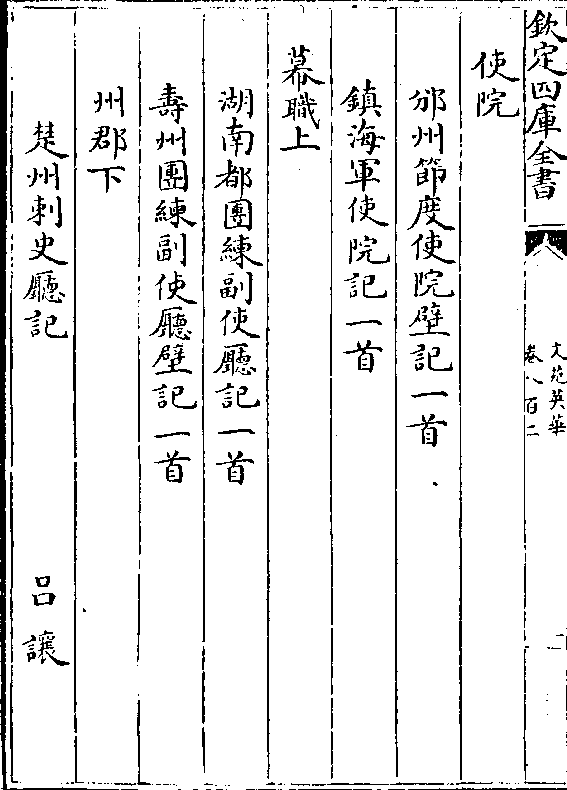 欽定四庫全書
文苑英華
卷八百二
二
使院
邠州節度使院壁記一首
鎮海軍使院記一首
幕職上
湖南都團練副使廳記一首
壽州團練副使廳壁記一首
州郡下
楚州刺史廳記 吕讓